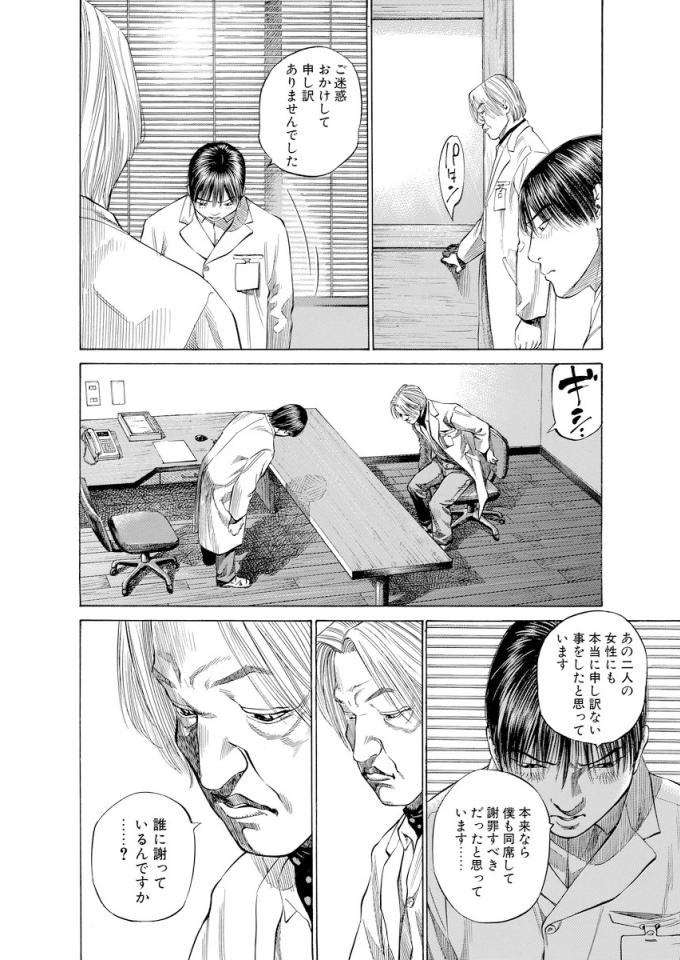 パタン
ご迷惑
おかけして
申し訳
ありませんでした
ギシ…
あの二人の
女性にも
本当に申し訳ない
事をしたと思って
います
本来なら
僕も同席して
謝罪すべき
だったと思って
います……
誰に謝って
いるんですか
……？